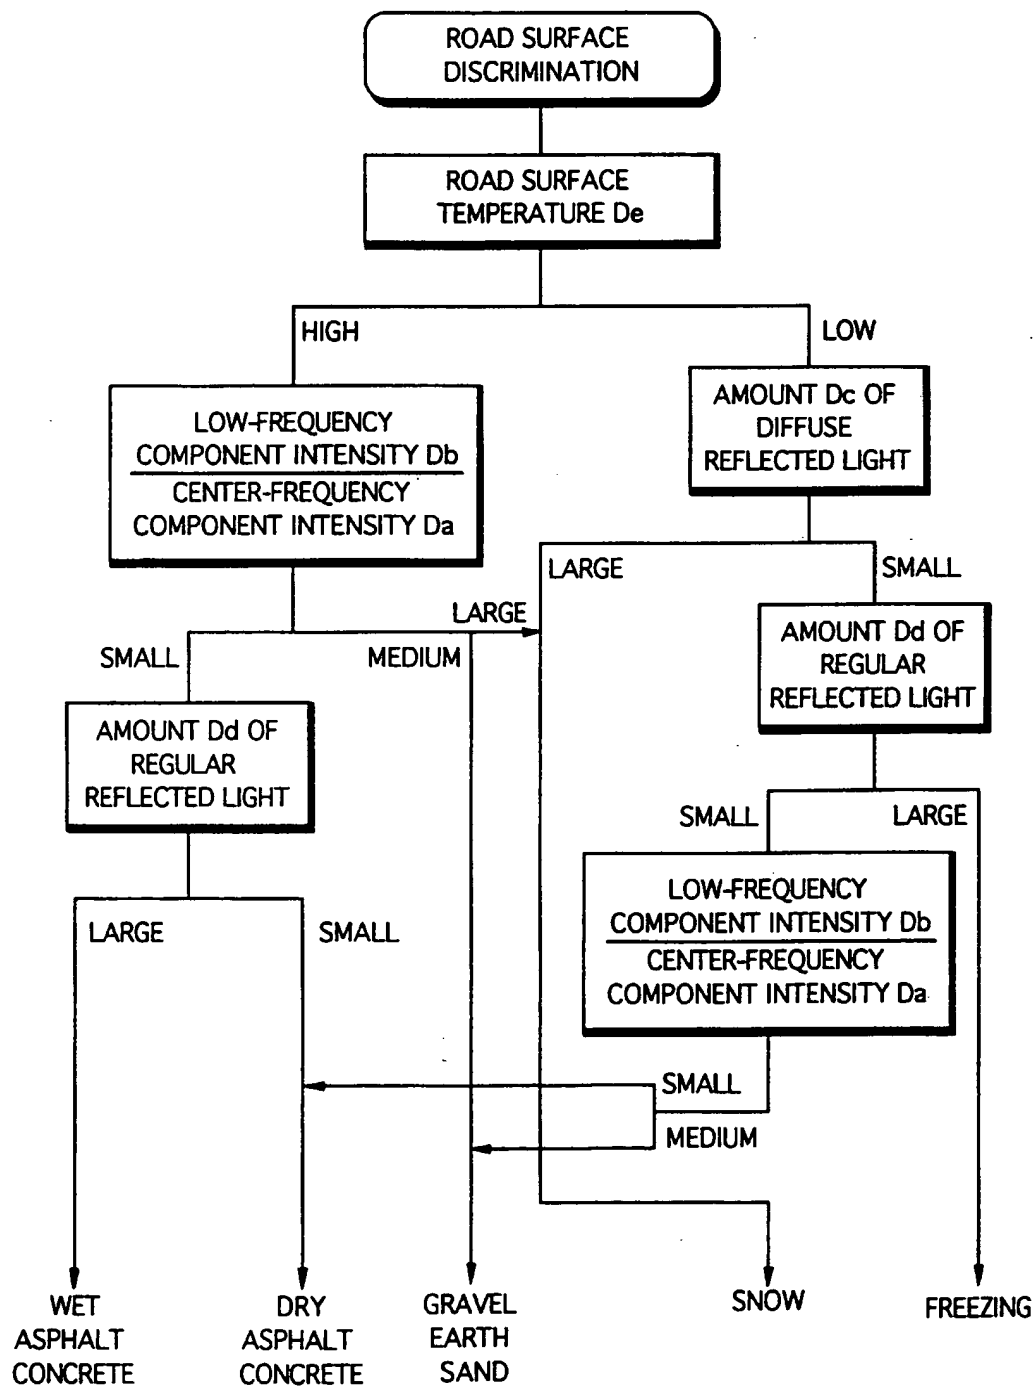 ROAD SURFACE
DISCRIMINATION
ROAD SURFACE
TEMPERATURE De
HIGH
LOW
LOW-FREQUENCY
COMPONENT INTENSITY Db
CENTER-FREQUENCY
COMPONENT INTENSITY Da
AMOUNT Dc OF
DIFFUSE
REFLECTED LIGHT
LARGE
SMALL
LARGE
SMALL
MEDIUM
AMOUNT Dd OF
REGULAR
REFLECTED LIGHT
AMOUNT Dd OF
REGULAR
REFLECTED LIGHT
SMALL
LARGE
LARGE
SMALL
LOW-FREQUENCY
COMPONENT INTENSITY Db
CENTER-FREQUENCY
COMPONENT INTENSITY Da
SMALL
MEDIUM
WET
ASPHALT
CONCRETE
DRY
ASPHALT
CONCRETE
GRAVEL
EARTH
SAND
SNOW
FREEZING